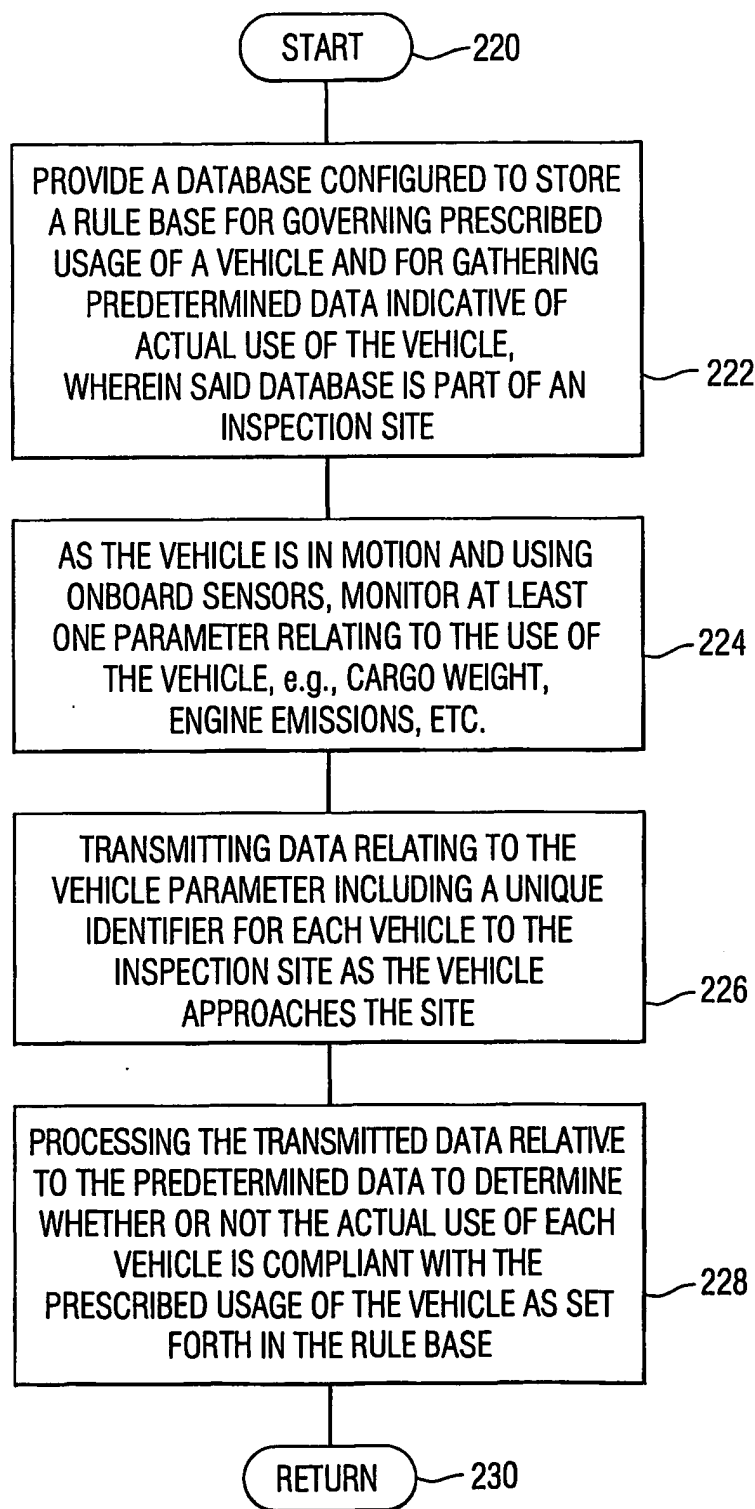 START
220
PROVIDE A DATABASE CONFIGURED TO STORE
A RULE BASE FOR GOVERNING PRESCRIBED
USAGE OF A VEHICLE AND FOR GATHERING
PREDETERMINED DATA INDICATIVE OF
ACTUAL USE OF THE VEHICLE,
WHEREIN SAID DATABASE IS PART OF AN
INSPECTION SITE
222
AS THE VEHICLE IS IN MOTION AND USING
ONBOARD SENSORS, MONITOR AT LEAST
ONE PARAMETER RELATING TO THE USE OF
THE VEHICLE, e.g., CARGO WEIGHT,
ENGINE EMISSIONS, ETC.
224
TRANSMITTING DATA RELATING TO THE
VEHICLE PARAMETER INCLUDING A UNIQUE
IDENTIFIER FOR EACH VEHICLE TO THE
INSPECTION SITE AS THE VEHICLE
APPROACHES THE SITE
226
PROCESSING THE TRANSMITTED DATA RELATIVE
TO THE PREDETERMINED DATA TO DETERMINE
WHETHER OR NOT THE ACTUAL USE OF EACH
VEHICLE IS COMPLIANT WITH THE
PRESCRIBED USAGE OF THE VEHICLE AS SET
FORTH IN THE RULE BASE
228
RETURN
230